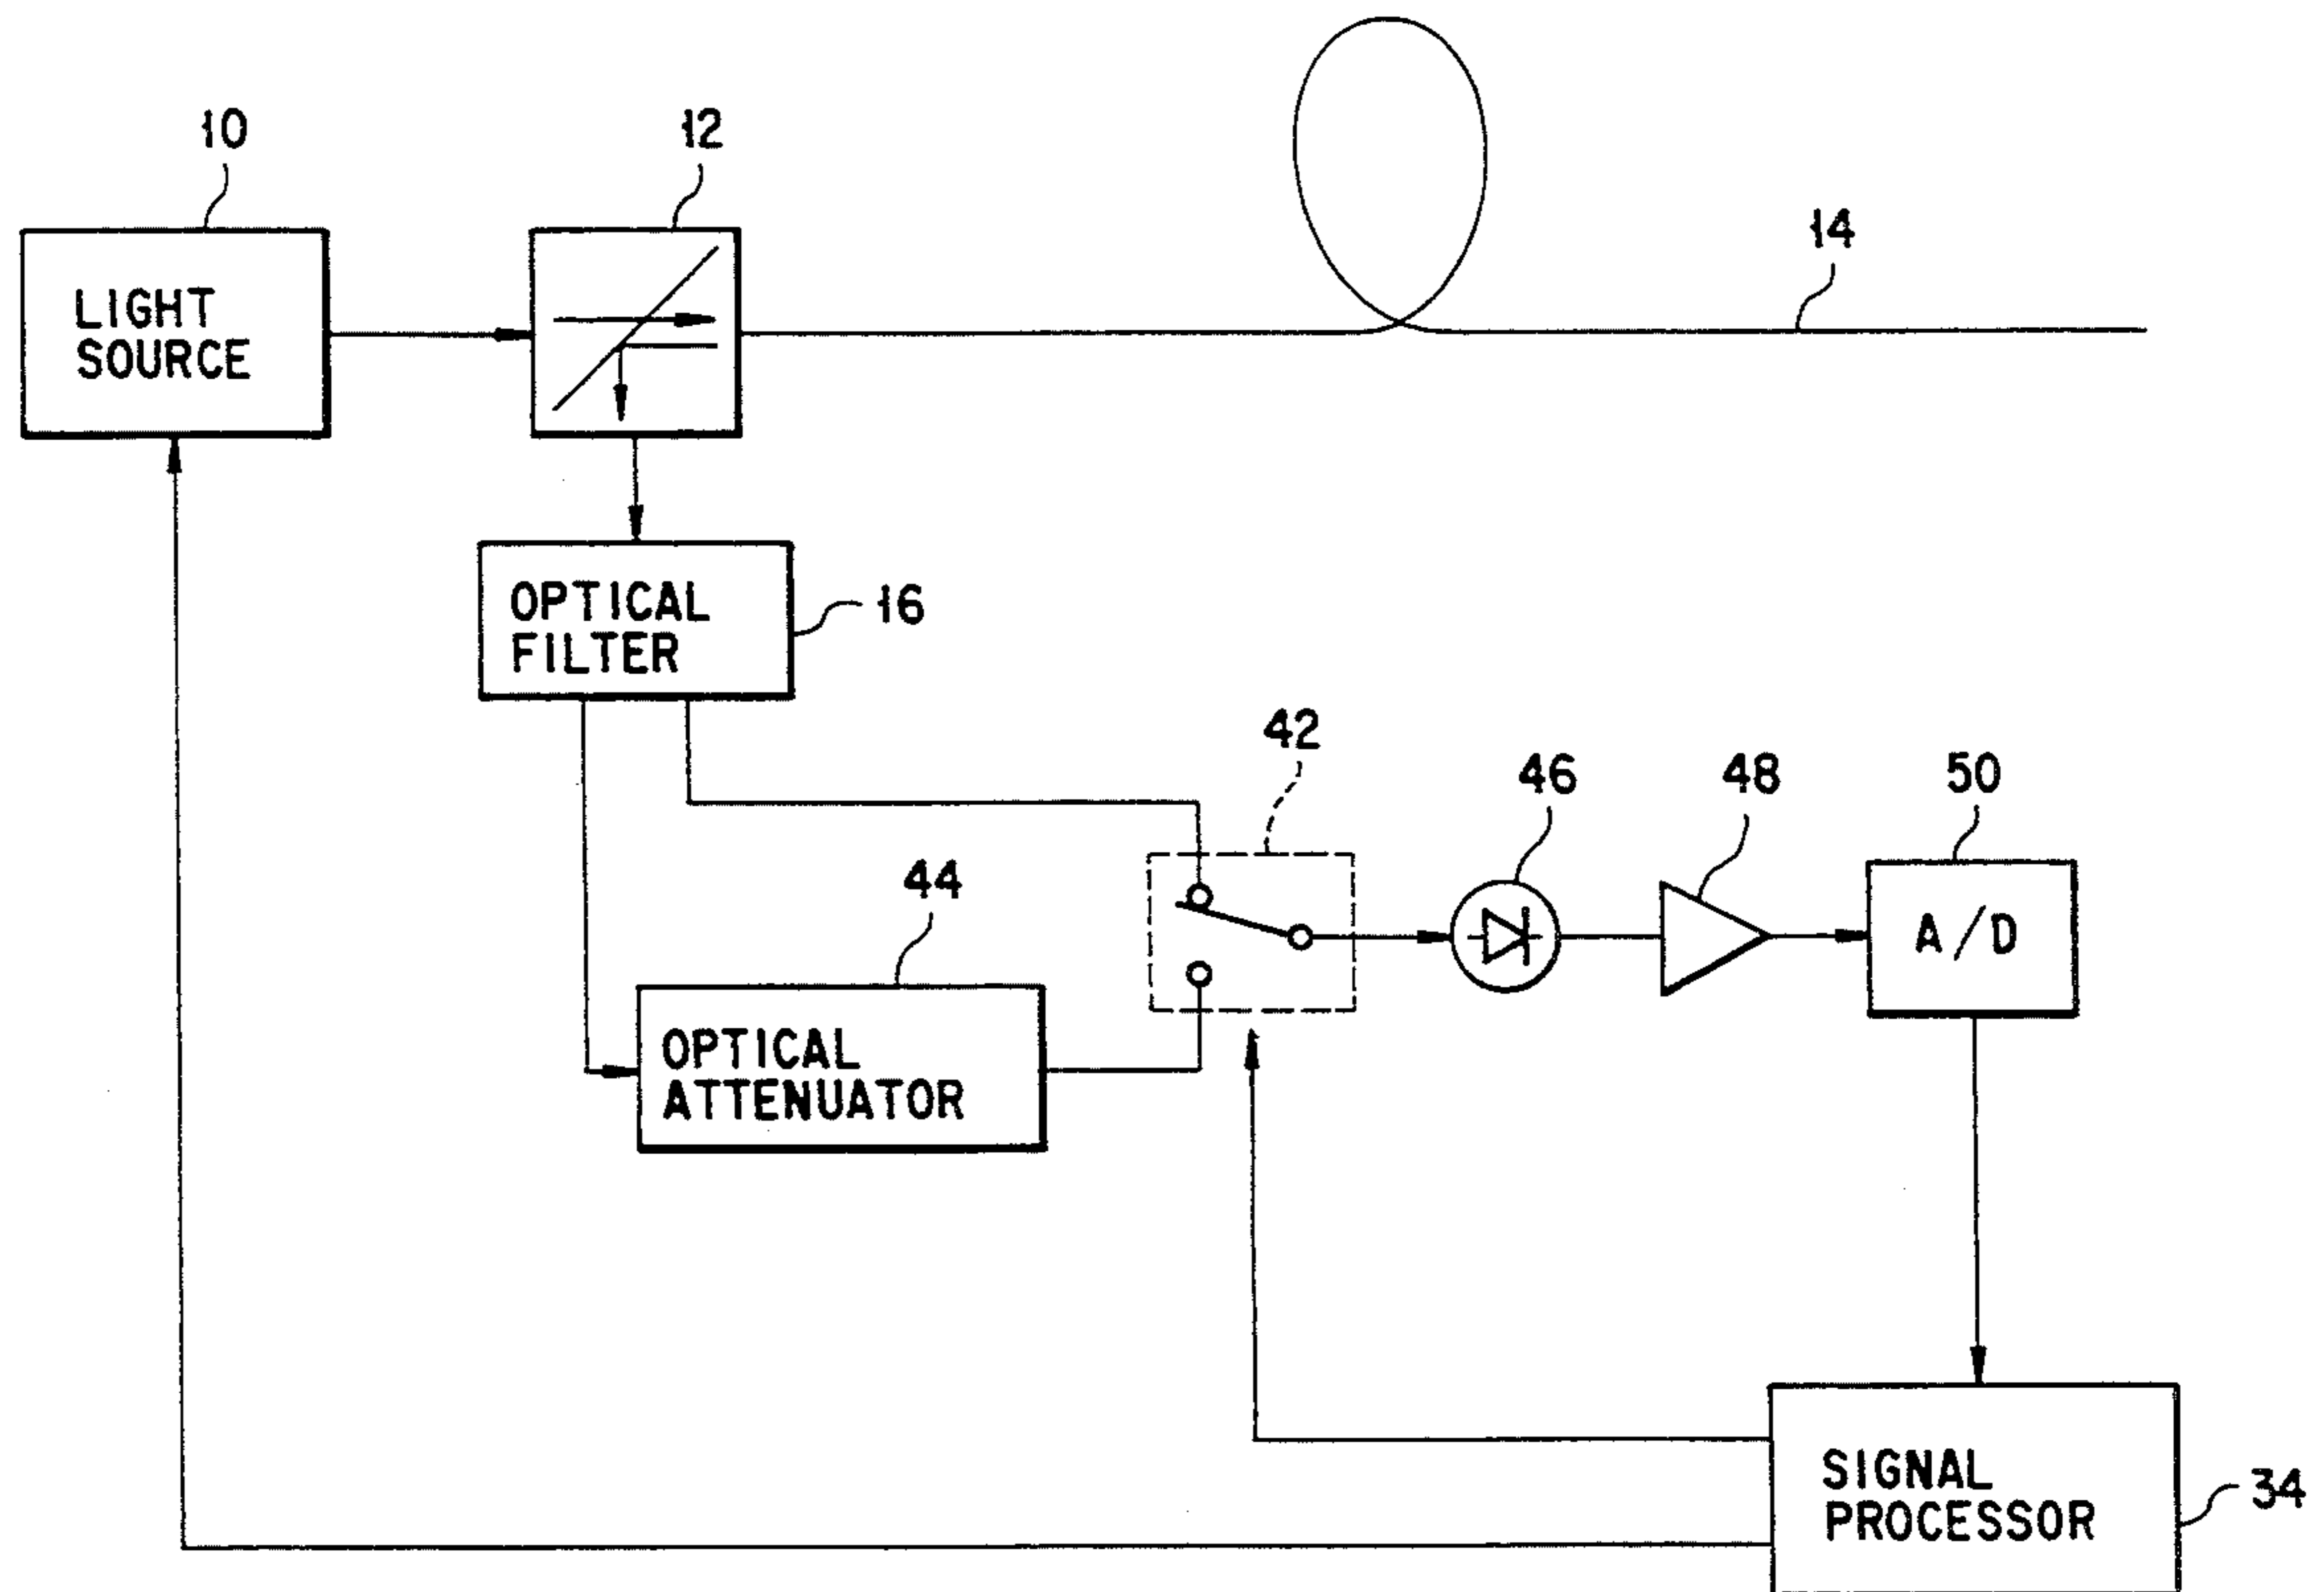 10
12
14
LIGHT
SOURCE
OPTICAL
FILTER
16
42
46
48
50
44
A/D
OPTICAL
ATTENUATOR
SIGNAL
PROCESSOR
34